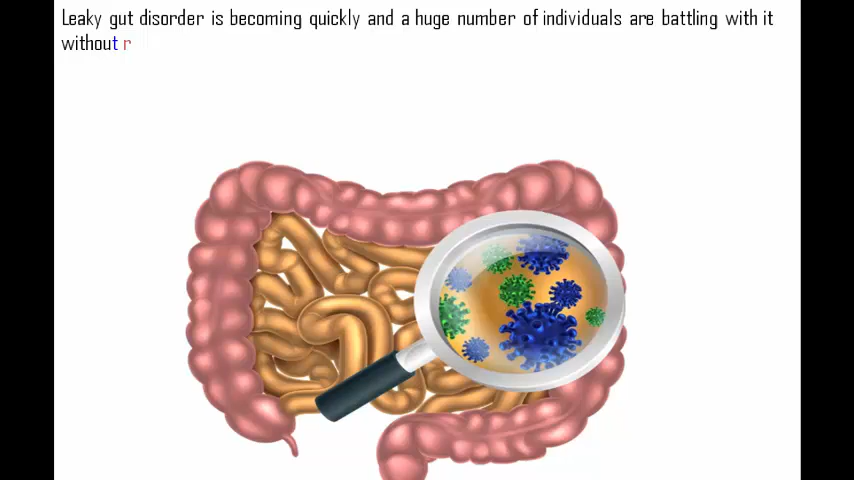 Leaky gut disorder is becoming quickly and a huge number of individuals are battling with it
without r